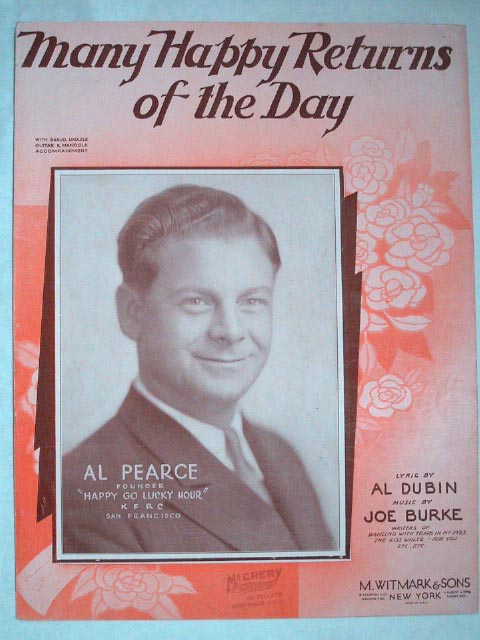 Many Happy Returns
of the Day
WITH BANJO, UKULELE
GUITAR & MANDOLA
ACCOMPANIMENT
AL PEARCE
FOUNDER
"HAPPY GO LUCKY HOUR"
KFRC
SAN FRANCISCO
LYRIC BY
AL DUBIN
MUSIC BY
JOE BURKE
WRITERS OF
DANCING WITH TEARS IN MY EYES
THE KISS WALTZ - FOR YOU
ETC., ETC.
McCRERY
M. WITMARK & SONS
NEW YORK